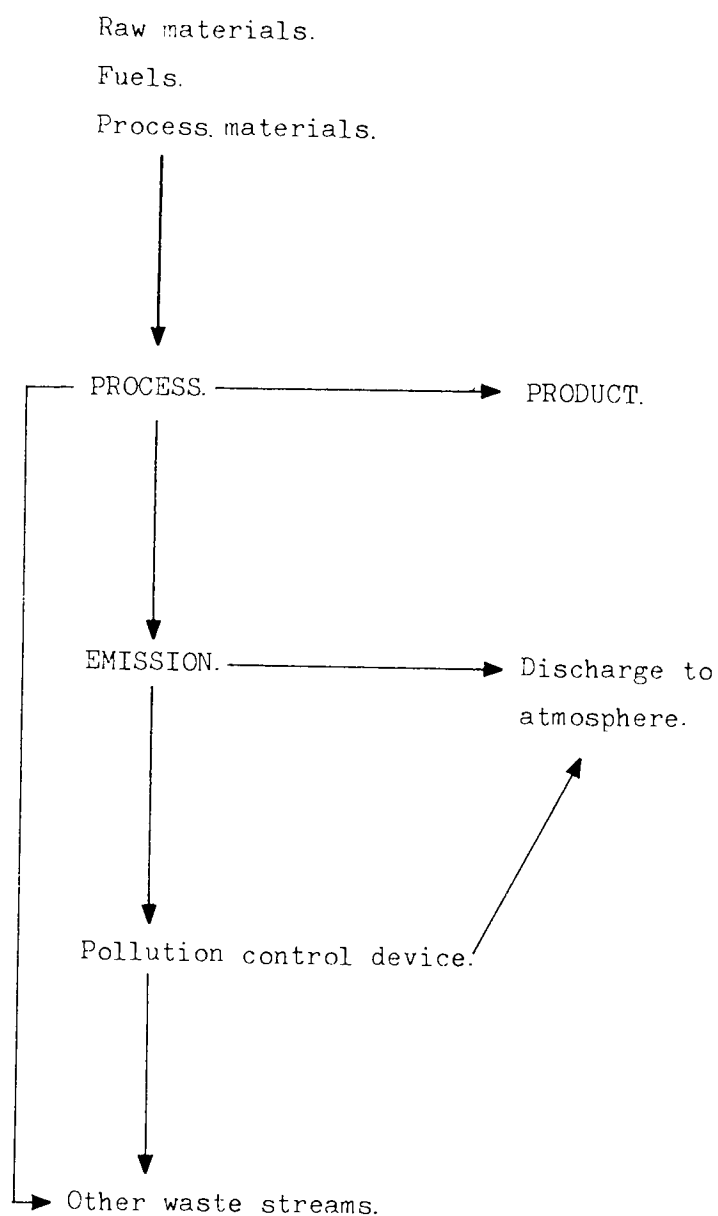 Raw materials.
Fuels.
Process materials.
PROCESS.
PRODUCT.
EMISSION.
Discharge to
atmosphere.
Pollution control device.
Other waste streams.